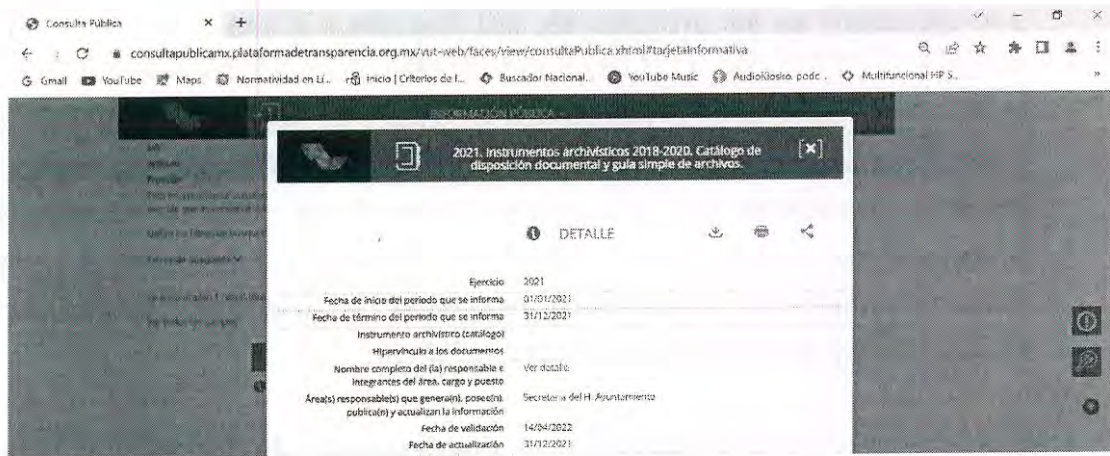 Consulta Pública
consultapublicamx.plataformadetransparencia.org.mx/vut-web/faces/view/consultaPublica.xhtml#tarjetaInformativa
Gmail YouTube Maps Normatividad en Lí... Inicio | Criterios de I... Buscador Nacional... YouTube Music Audiokiosko, podc... Multifuncional HP S...
INFORMACIÓN PÚBLICA
2021. Instrumentos archivísticos 2018-2020. Catálogo de
disposición documental y guía simple de archivos.
[×]
DETALLE
Ejercicio 2021
Fecha de inicio del periodo que se informa 01/01/2021
Fecha de término del periodo que se informa 31/12/2021
Instrumento archivístico (catálogo)
Hipervínculo a los documentos
Nombre completo del (la) responsable e Ver detalle
integrantes del área, cargo y puesto
Área(s) responsable(s) que genera(n), posee(n), Secretaria del H. Ayuntamiento
publica(n) y actualizan la información
Fecha de validación 14/04/2022
Fecha de actualización 31/12/2021